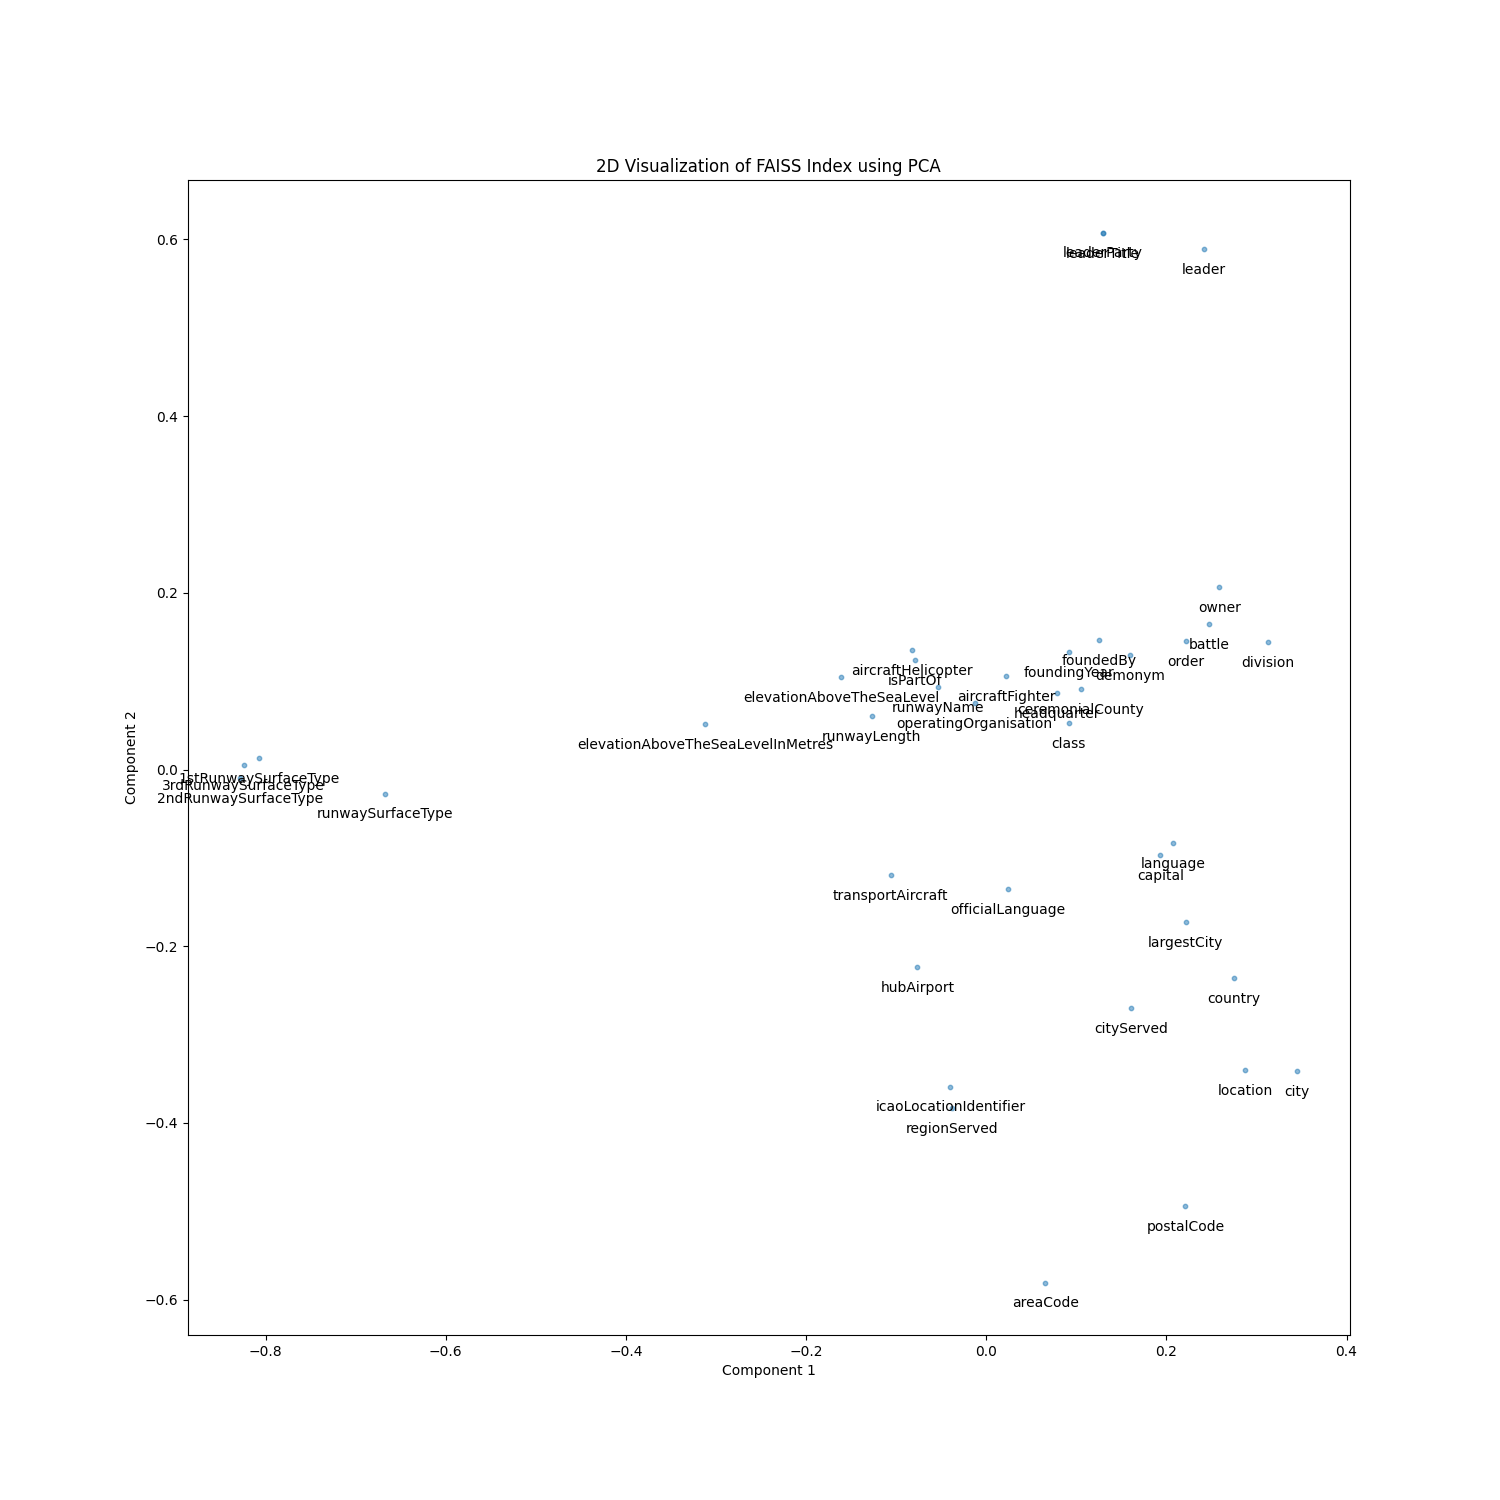 2D Visualization of FAISS Index using PCA
0.6
leaderParty
leaderTitle
leader
0.4
0.2
owner
battle
order
division
foundedBy
foundingYear
demonym
aircraftHelicopter
isPartOf
elevationAboveTheSeaLevel
aircraftFighter
runwayName
ceremonialCounty
headquarter
operatingOrganisation
runwayLength
class
elevationAboveTheSeaLevelInMetres
0.0
1stRunwaySurfaceType
3rdRunwaySurfaceType
2ndRunwaySurfaceType
runwaySurfaceType
Component 2
language
capital
transportAircraft
officialLanguage
−0.2
largestCity
hubAirport
country
cityServed
location
city
icaoLocationIdentifier
−0.4
regionServed
postalCode
−0.6
areaCode
−0.8
−0.6
−0.4
−0.2
0.0
0.2
0.4
Component 1